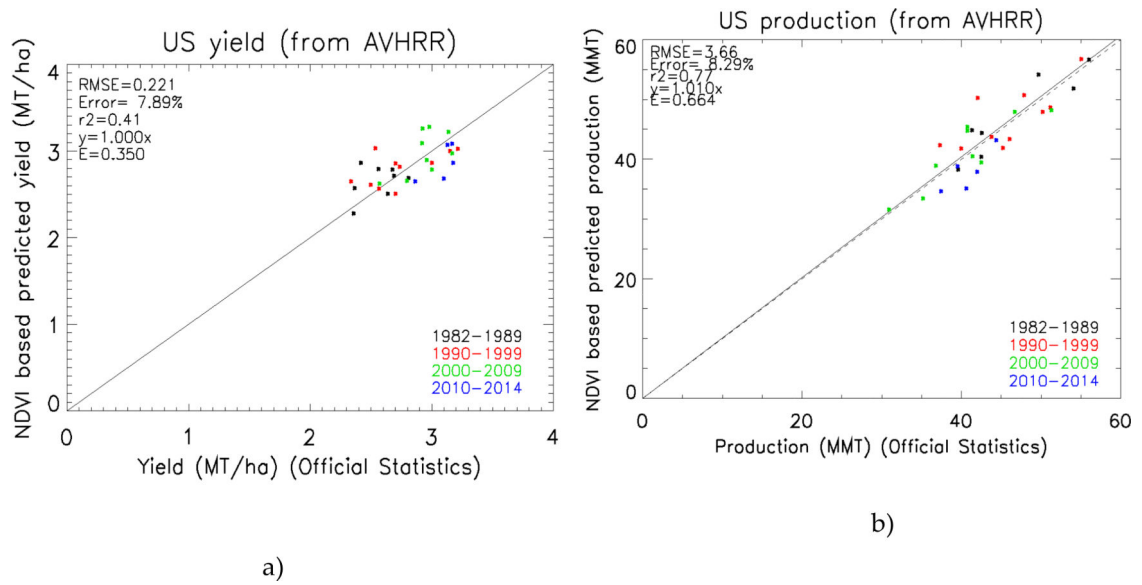 US yield (from AVHRR)
RMSE=0.221
Error= 7.89%
r2=0.41
y=1.000x
E=0.350
NDVI based predicted yield (MT/ha)
4
3
2
1
0
1982-1989
1990-1999
2000-2009
2010-2014
0 1 2 3 4
Yield (MT/ha) (Official Statistics)
a)
US production (from AVHRR)
RMSE=3.66
Error= 8.29%
r2=0.77
y=1.010x
E=0.664
NDVI based predicted production (MMT)
60
40
20
0
1982-1989
1990-1999
2000-2009
2010-2014
0 20 40 60
Production (MMT) (Official Statistics)
b)